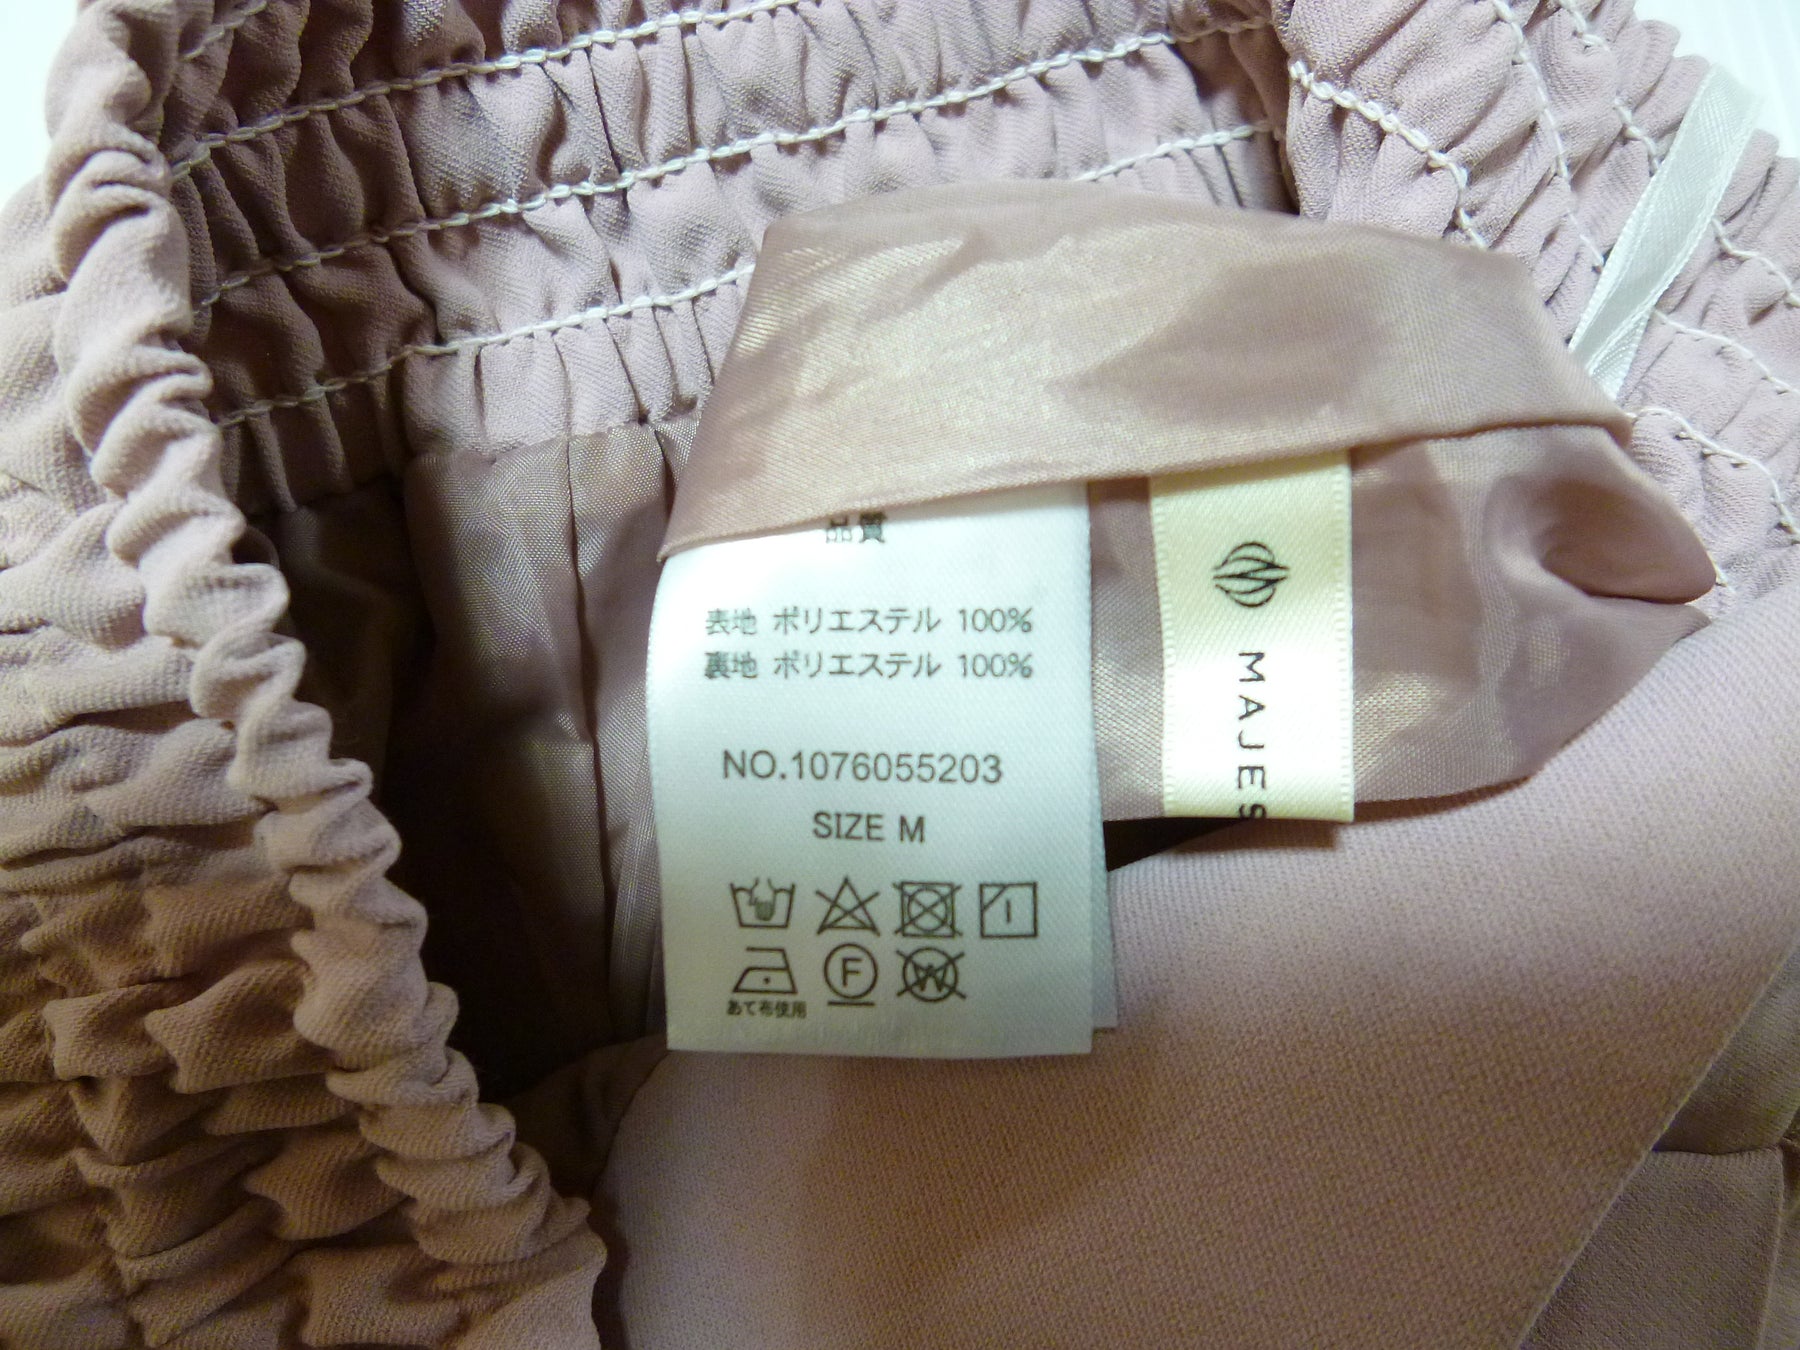 品質
表地 ポリエステル 100%
裏地 ポリエステル 100%
NO.1076055203
SIZE M
F
W
あて布使用
MAJES